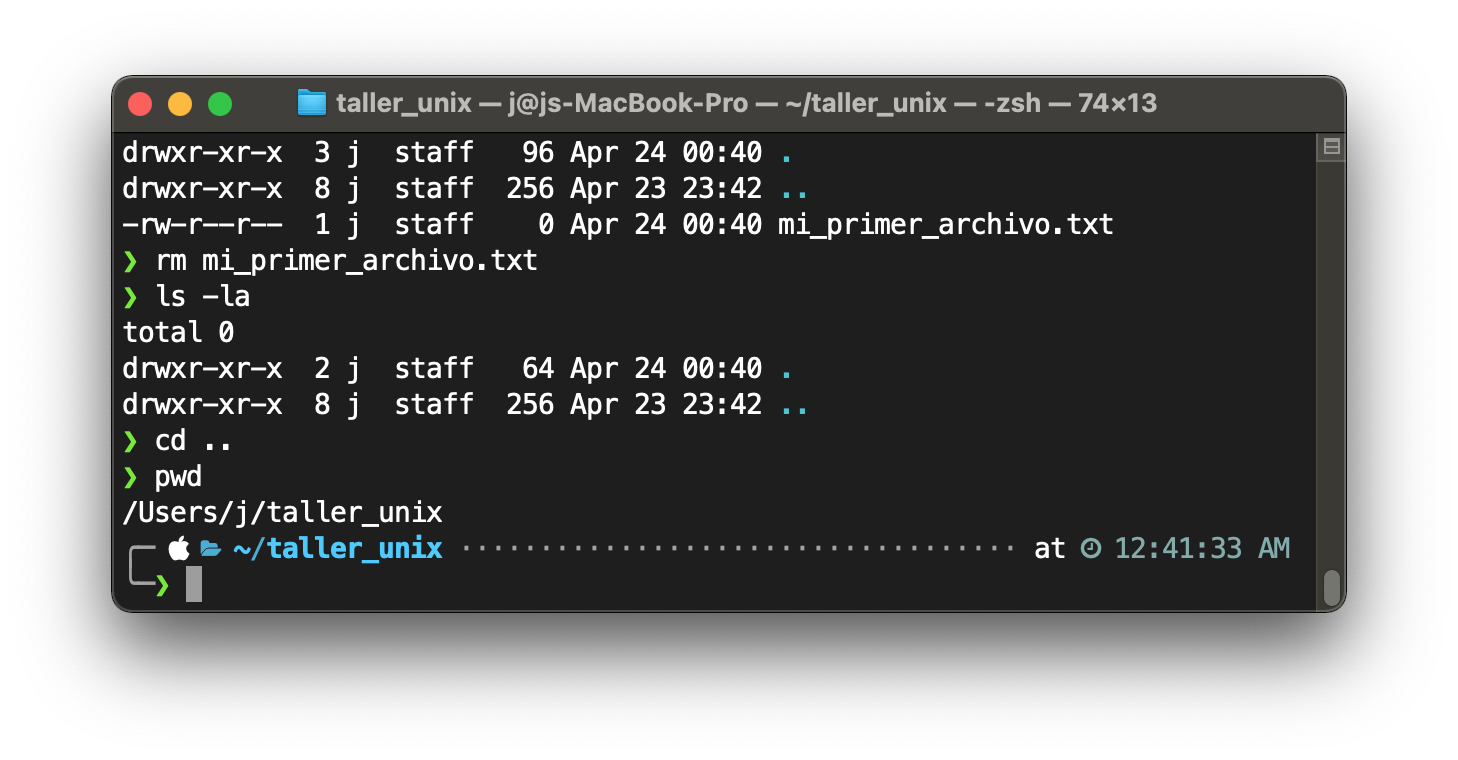 taller_unix — j@js-MacBook-Pro — ~/taller_unix — -zsh — 74×13
drwxr-xr-x  3 j  staff   96 Apr 24 00:40 .
drwxr-xr-x  8 j  staff  256 Apr 23 23:42 ..
-rw-r--r--  1 j  staff    0 Apr 24 00:40 mi_primer_archivo.txt
❯ rm mi_primer_archivo.txt
❯ ls -la
total 0
drwxr-xr-x  2 j  staff   64 Apr 24 00:40 .
drwxr-xr-x  8 j  staff  256 Apr 23 23:42 ..
❯ cd ..
❯ pwd
/Users/j/taller_unix
~/taller_unix ··································· at 12:41:33 AM
❯